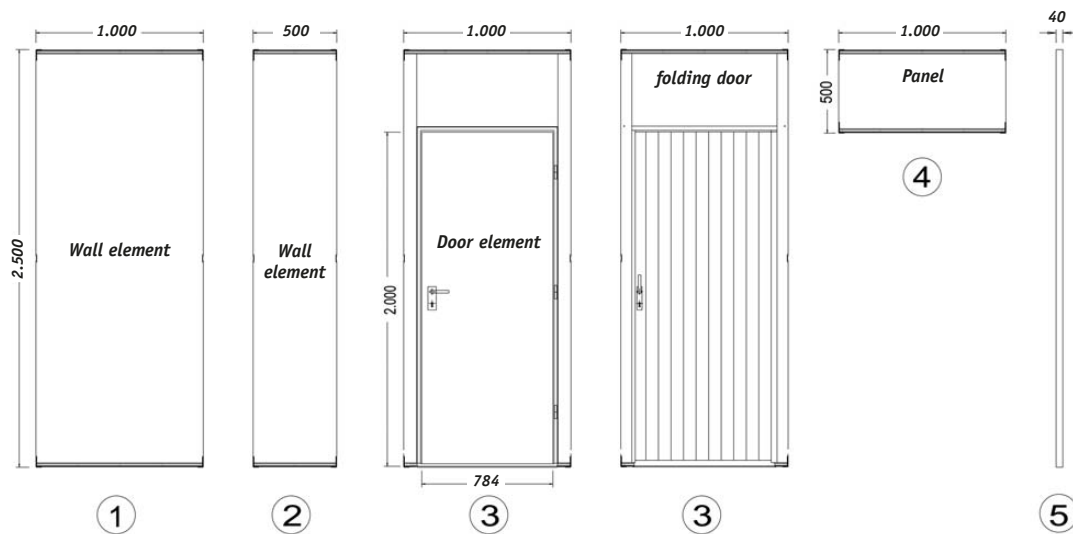 1.000
500
1.000
1.000
1.000
40
2.500
Wall element
Wall
element
2.000
Door element
784
folding door
500
Panel
4
1
2
3
3
5